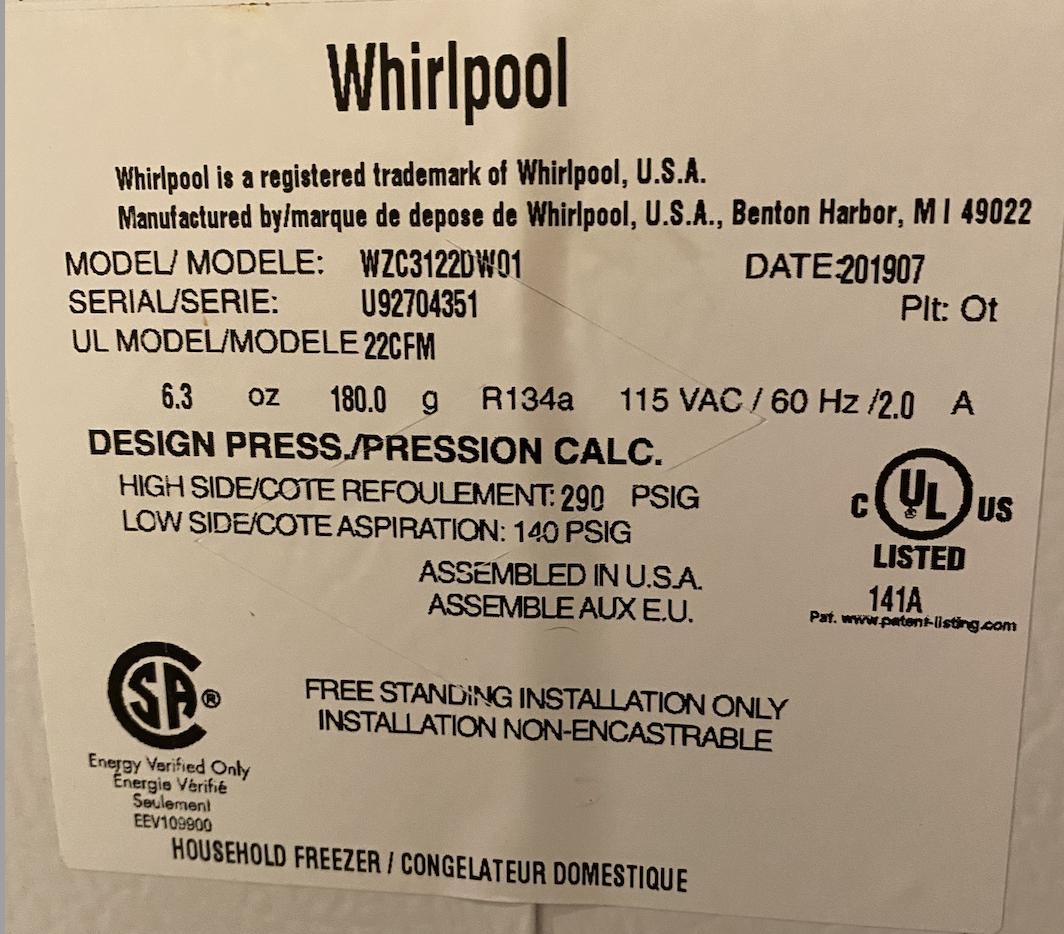 Whirlpool
Whirlpool is a registered trademark of Whirlpool, U.S.A.
Manufactured by/marque de depose de Whirlpool, U.S.A., Benton Harbor, M I 49022
MODEL/ MODELE: WZC3122DW01 DATE:201907
SERIAL/SERIE: U92704351 Plt: Ot
UL MODEL/MODELE 22CFM
6.3 oz 180.0 g R134a 115 VAC / 60 Hz /2.0 A
DESIGN PRESS./PRESSION CALC.
HIGH SIDE/COTE REFOULEMENT: 290 PSIG
LOW SIDE/COTE ASPIRATION: 140 PSIG
C UL ® US
LISTED
141A
Pat. www.patent-listing.com
ASSEMBLED IN U.S.A.
ASSEMBLE AUX E.U.
CSA ®
Energy Verified Only
Energie Vérifié
Seulement
EEV109900
FREE STANDING INSTALLATION ONLY
INSTALLATION NON-ENCASTRABLE
HOUSEHOLD FREEZER / CONGELATEUR DOMESTIQUE